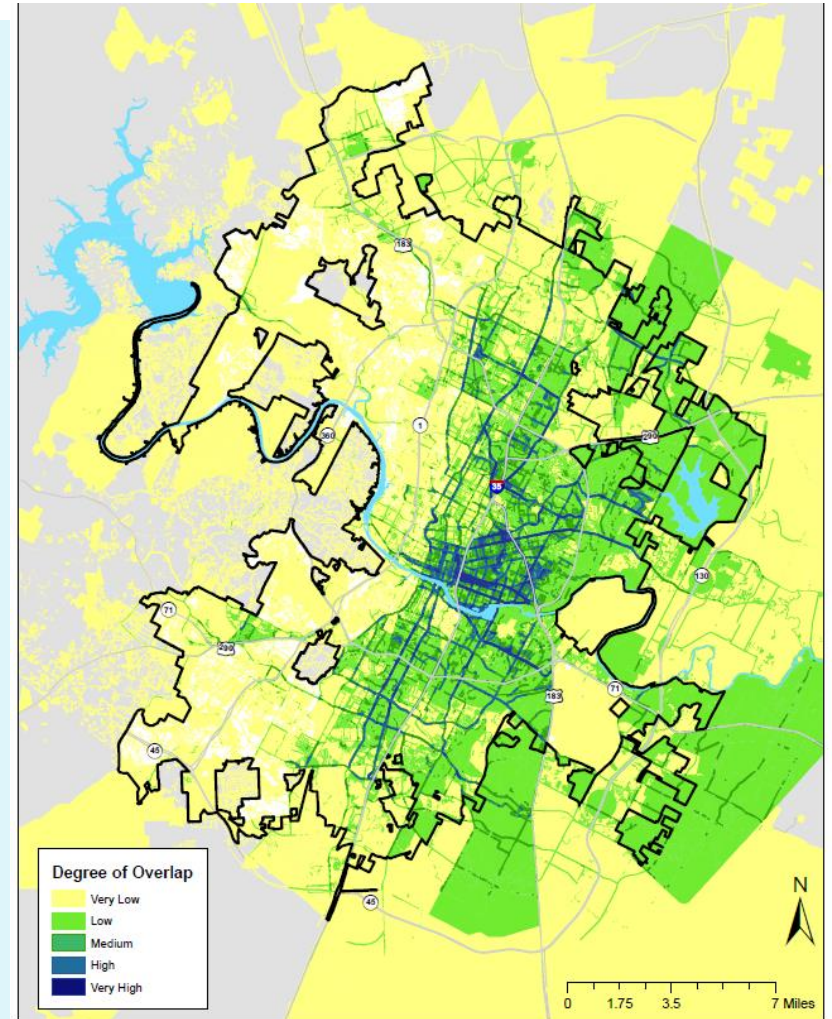 183
1
360
290
35
130
71
290
183
71
45
45
Degree of Overlap
Very Low
Low
Medium
High
Very High
N
0 1.75 3.5 7 Miles